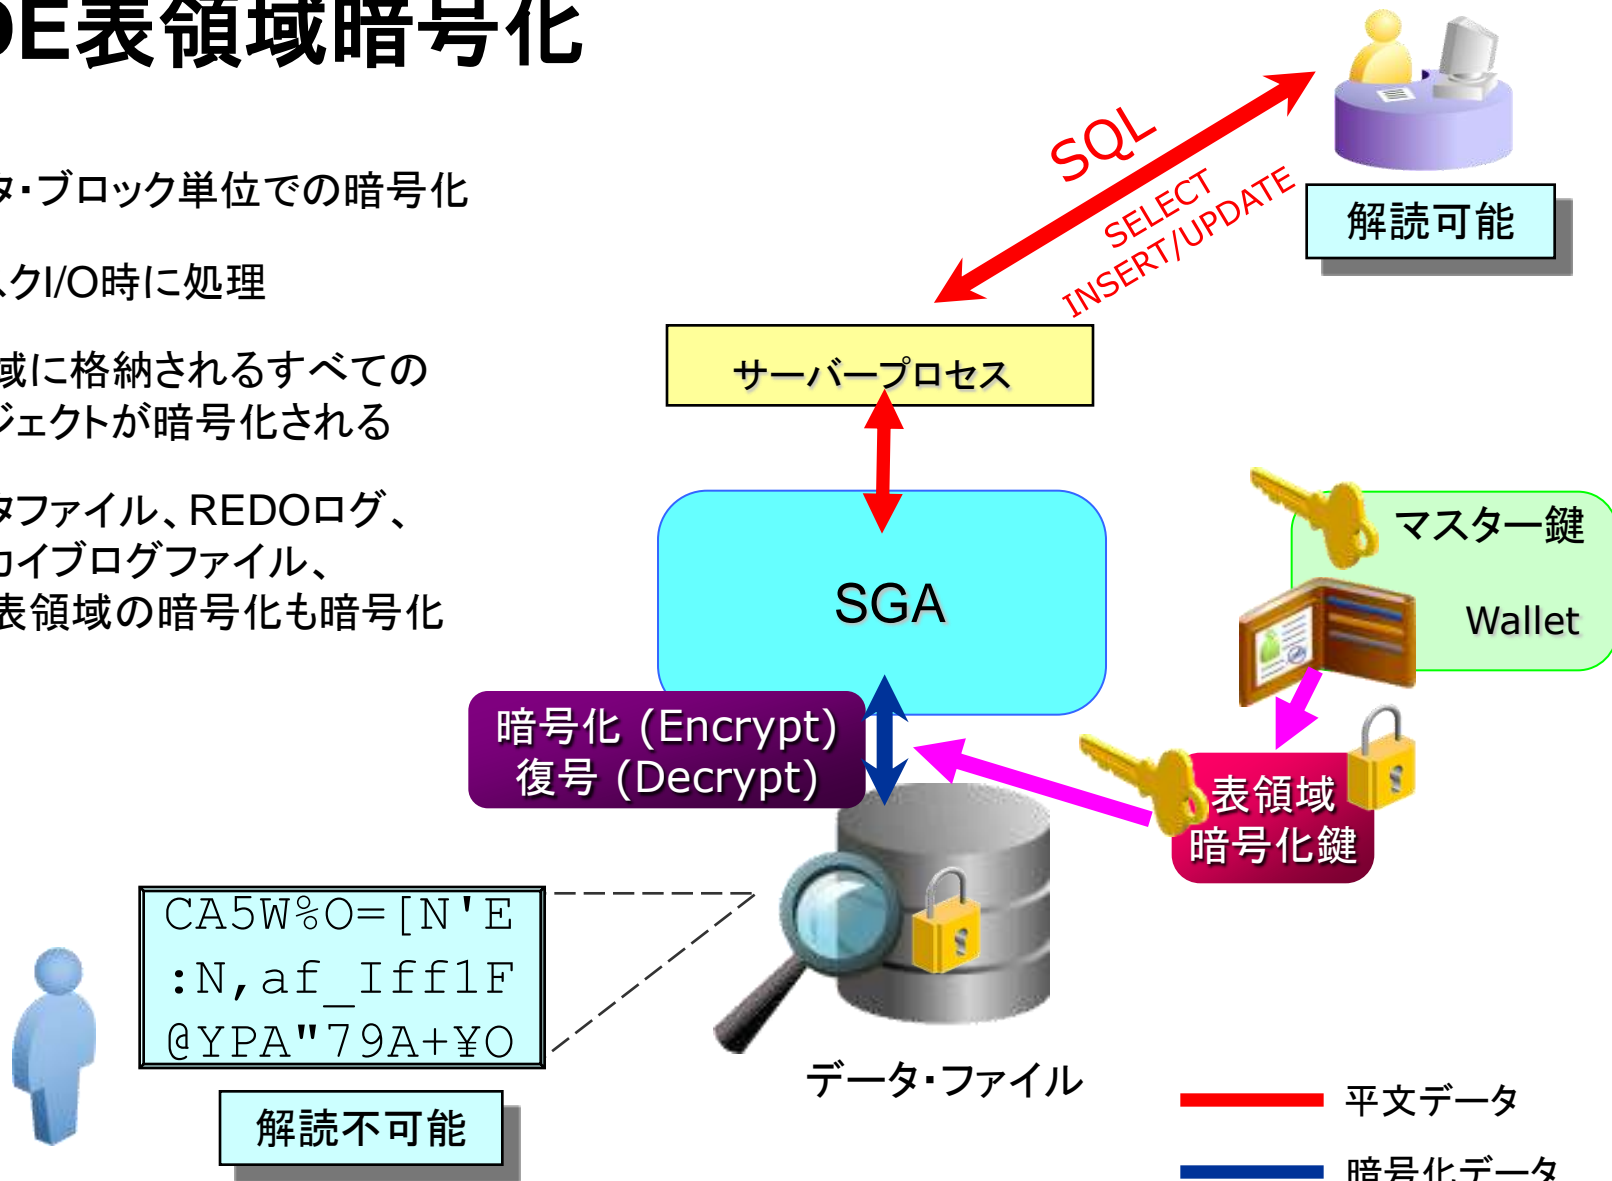 DE表領域暗号化
タ・ブロック単位での暗号化
スクI/O時に処理
域に格納されるすべての
ジェクトが暗号化される
タファイル、REDOログ、
カイブログファイル、
表領域の暗号化も暗号化
SQL
SELECT
INSERT/UPDATE
解読可能
サーバープロセス
SGA
マスター鍵
Wallet
暗号化 (Encrypt)
復号 (Decrypt)
表領域
暗号化鍵
CA5W%O=[N'E
:N,af_Iff1F
@YPA"79A+¥O
解読不可能
データ・ファイル
平文データ
暗号化データ